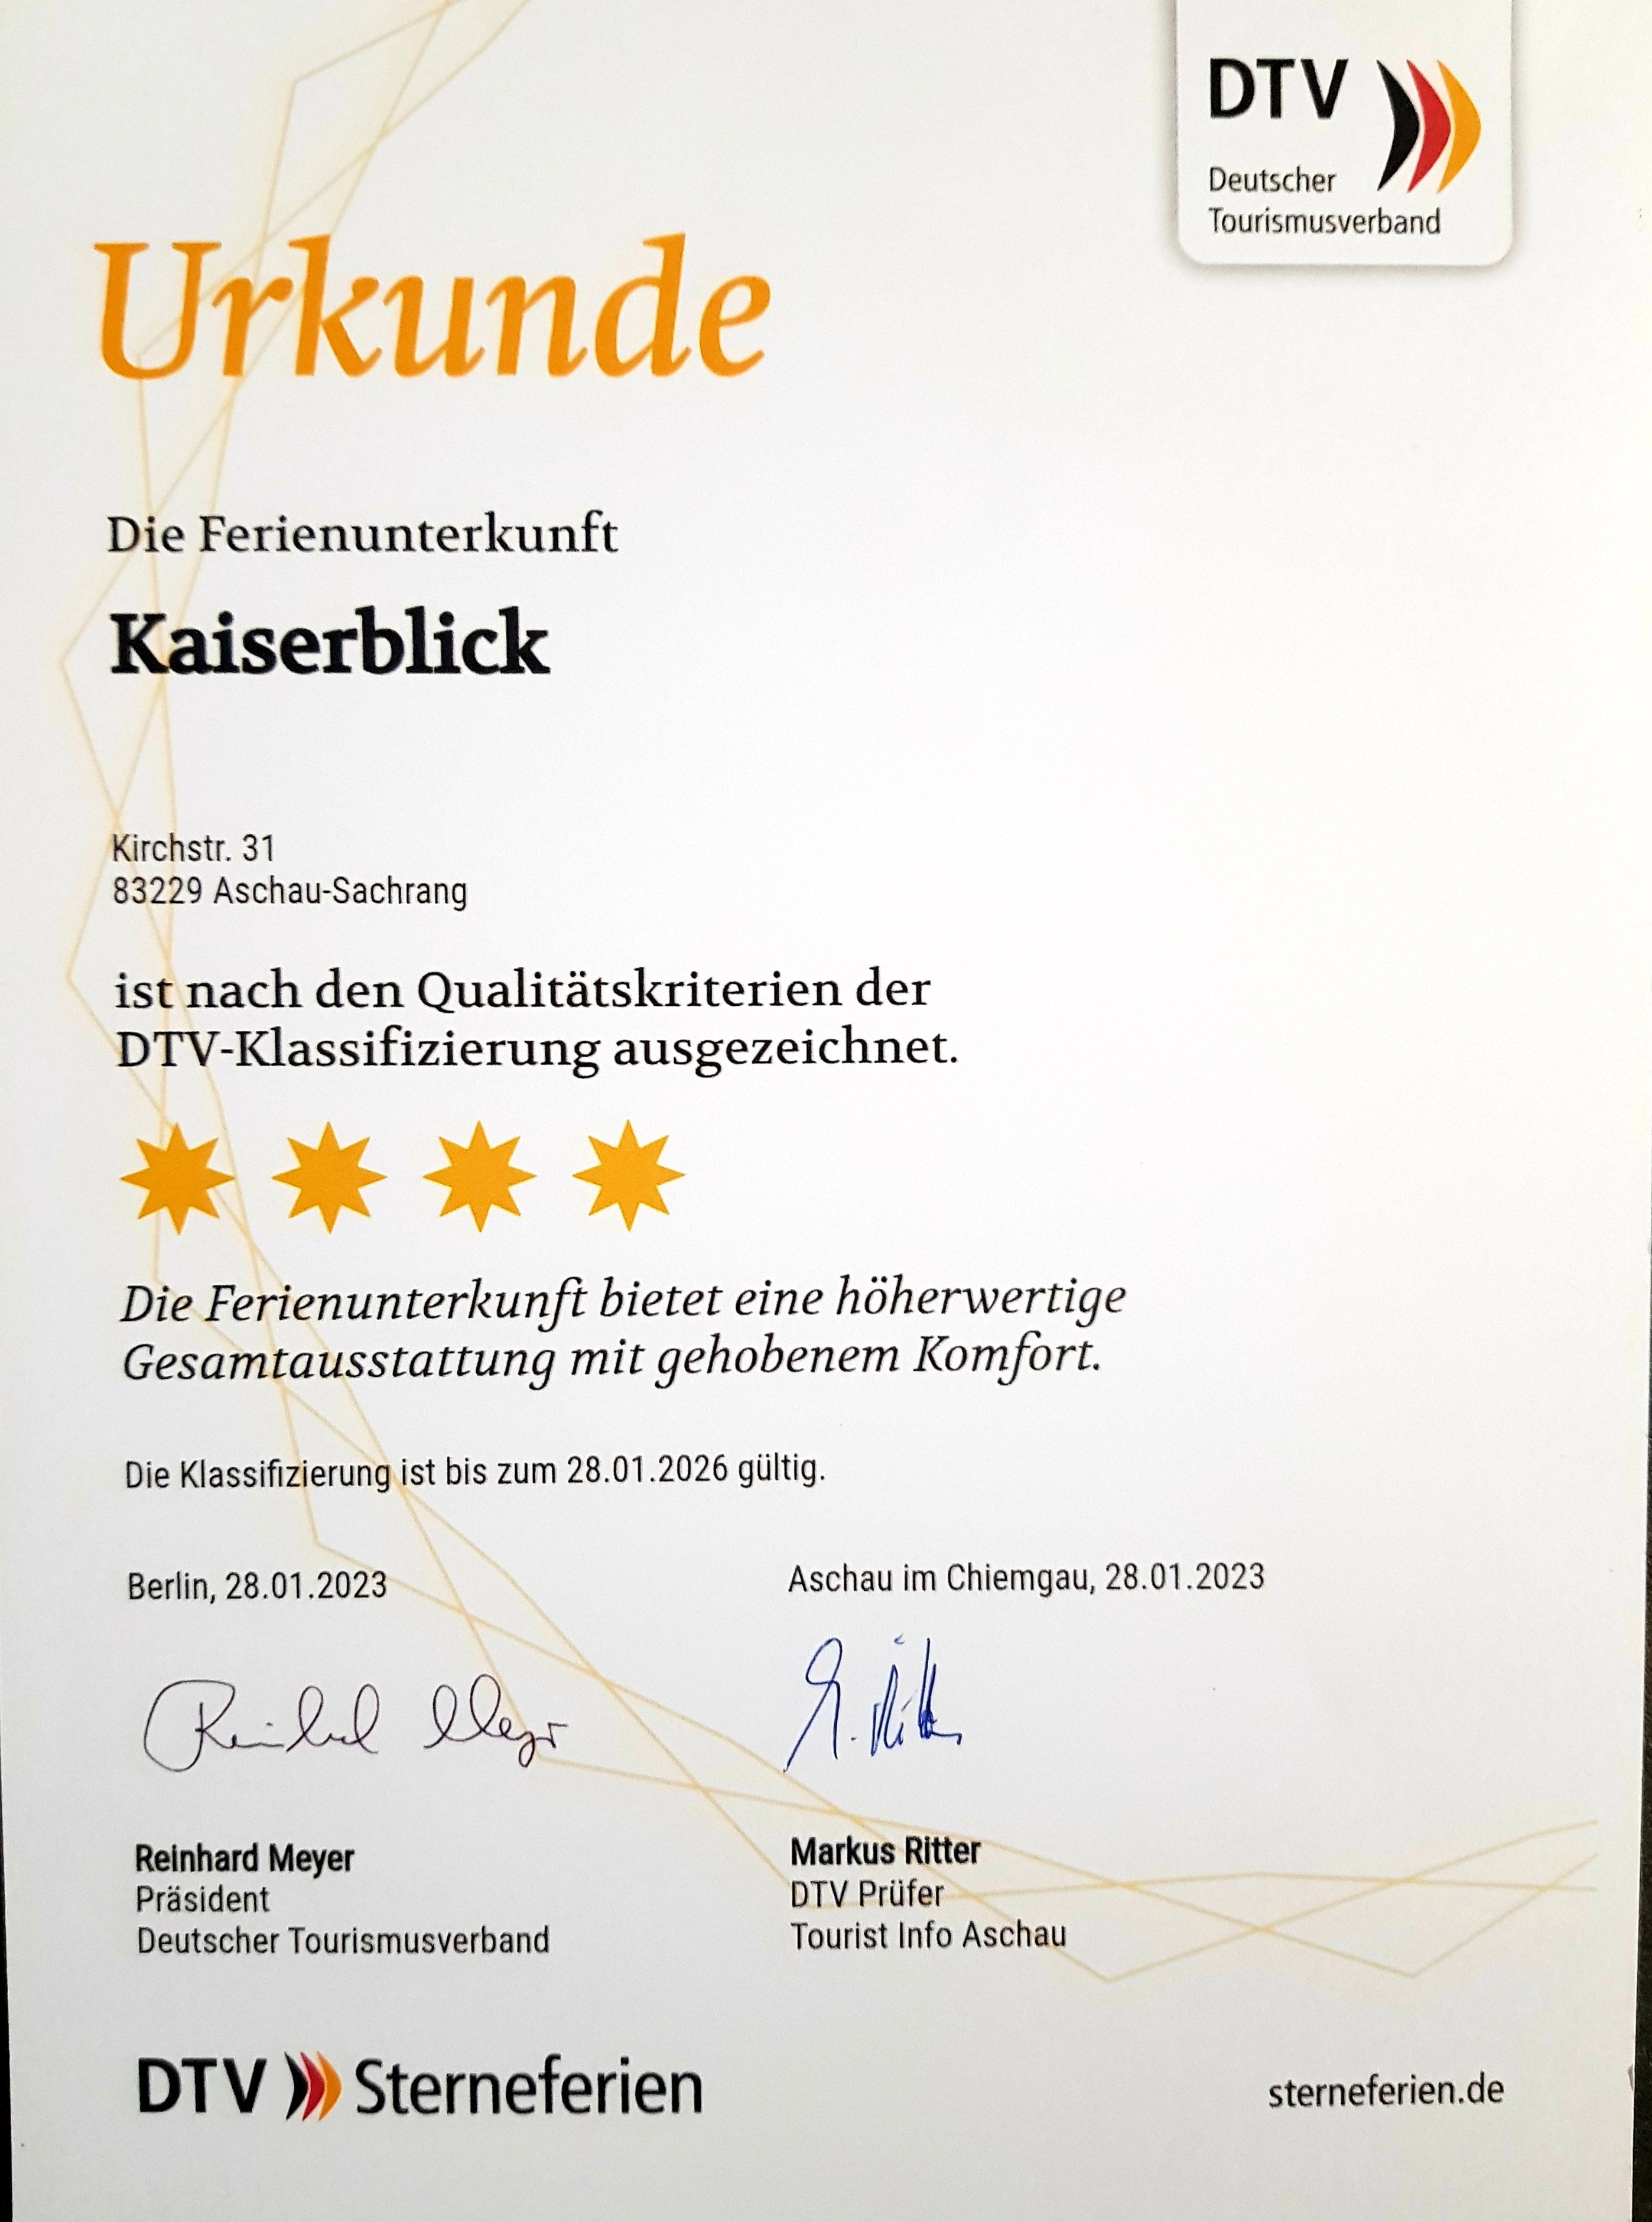 DTV
Deutscher
Tourismusverband
Urkunde
Die Ferienunterkunft
Kaiserblick
Kirchstr. 31
83229 Aschau-Sachrang
ist nach den Qualitätskriterien der
DTV-Klassifizierung ausgezeichnet.
Die Ferienunterkunft bietet eine höherwertige
Gesamtausstattung mit gehobenem Komfort.
Die Klassifizierung ist bis zum 28.01.2026 gültig.
Berlin, 28.01.2023
Aschau im Chiemgau, 28.01.2023
Reinhard Meyer
M. Ritter
Reinhard Meyer
Präsident
Deutscher Tourismusverband
Markus Ritter
DTV Prüfer
Tourist Info Aschau
DTV Sterneferien
sterneferien.de